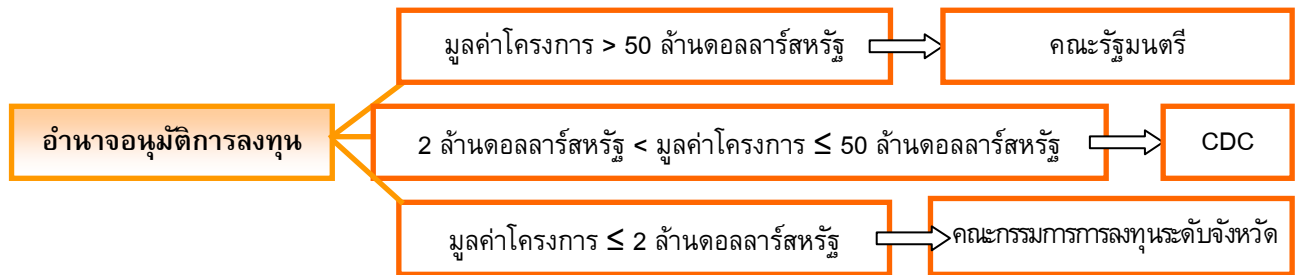 มูลค่าโครงการ > 50 ล้านดอลลาร์สหรัฐ
คณะรัฐมนตรี
อำนาจอนุมัติการลงทุน
2 ล้านดอลลาร์สหรัฐ < มูลค่าโครงการ ≤ 50 ล้านดอลลาร์สหรัฐ
CDC
มูลค่าโครงการ ≤ 2 ล้านดอลลาร์สหรัฐ
คณะกรรมการการลงทุนระดับจังหวัด